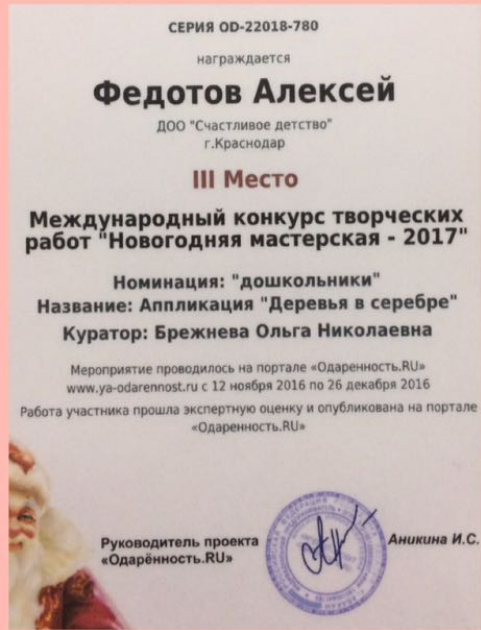 СЕРИЯ OD-22018-780
награждается
Федотов Алексей
ДОО "Счастливое детство"
г.Краснодар
III Место
Международный конкурс творческих
работ "Новогодняя мастерская - 2017"
Номинация: "дошкольники"
Название: Аппликация "Деревья в серебре"
Куратор: Брежнева Ольга Николаевна
Мероприятие проводилось на портале «Одаренность.RU»
www.ya-odarennost.ru с 12 ноября 2016 по 26 декабря 2016
Работа участника прошла экспертную оценку и опубликована на портале
«Одаренность.RU»
Руководитель проекта
«Одарённость.RU»
Аникина И.С.